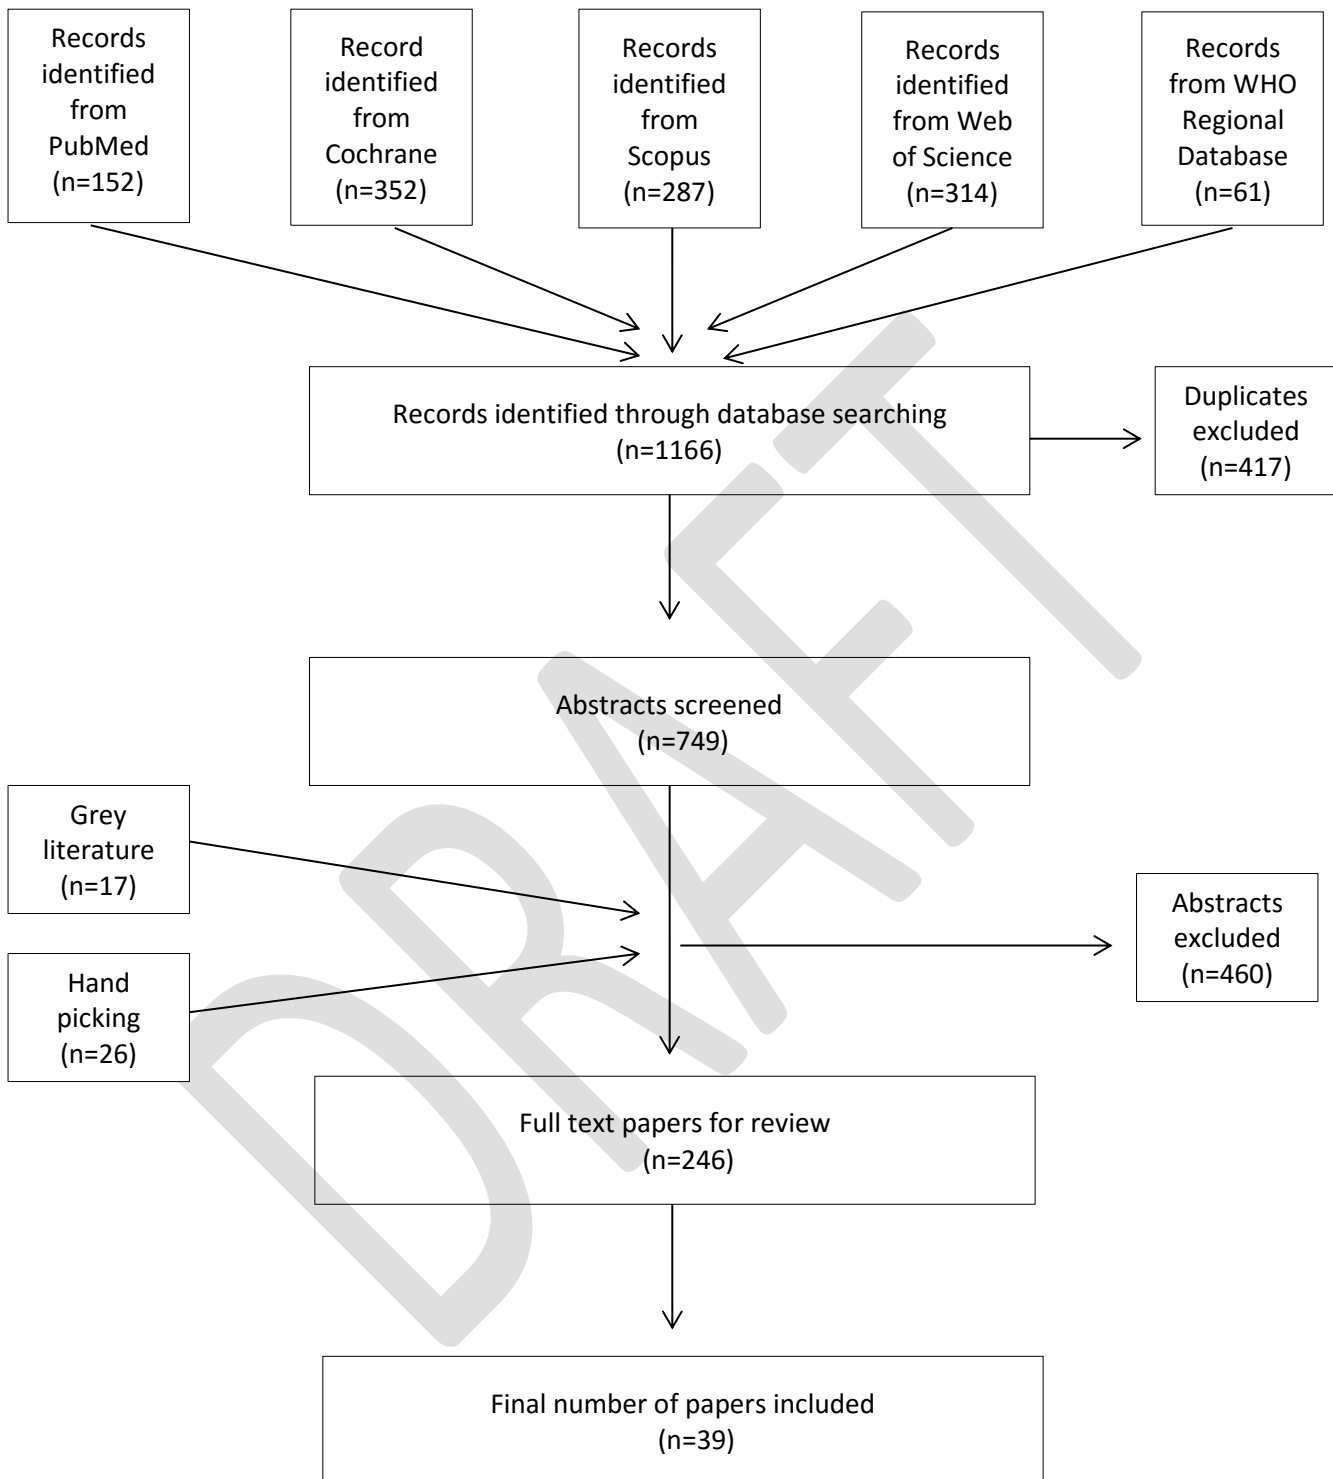 Records
identified
from
PubMed
(n=152)
Record
identified
from
Cochrane
(n=352)
Records
identified
from
Scopus
(n=287)
Records
identified
from Web
of Science
(n=314)
Records
from WHO
Regional
Database
(n=61)
Records identified through database searching
(n=1166)
Duplicates
excluded
(n=417)
Abstracts screened
(n=749)
Grey
literature
(n=17)
Abstracts
excluded
(n=460)
Hand
picking
(n=26)
Full text papers for review
(n=246)
Final number of papers included
(n=39)
DRAFT